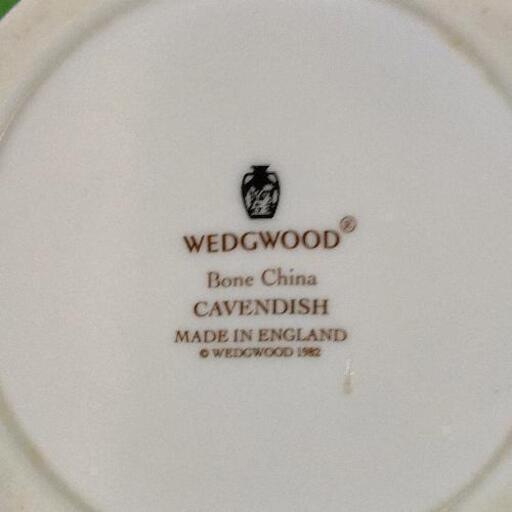 WEDGWOOD®
Bone China
CAVENDISH
MADE IN ENGLAND
© WEDGWOOD 1982